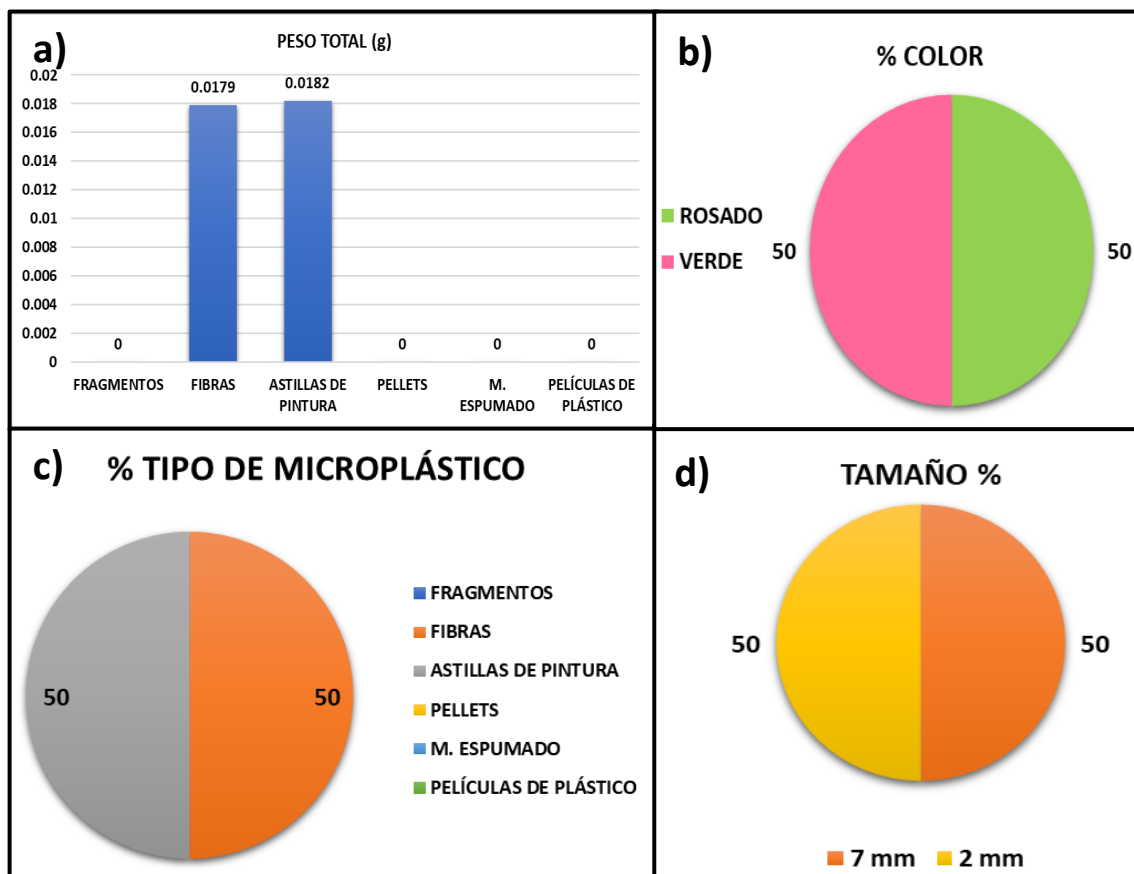 a)
PESO TOTAL (g)
0.02
0.018
0.016
0.014
0.012
0.01
0.008
0.006
0.004
0.002
0
0
0.0179
0.0182
0
0
0
FRAGMENTOS
FIBRAS
ASTILLAS DE
PINTURA
PELLETS
M.
ESPUMADO
PELÍCULAS DE
PLÁSTICO
b)
% COLOR
ROSADO
VERDE
50
50
c)
% TIPO DE MICROPLÁSTICO
50
50
FRAGMENTOS
FIBRAS
ASTILLAS DE PINTURA
PELLETS
M. ESPUMADO
PELÍCULAS DE PLÁSTICO
d)
TAMAÑO %
50
50
7 mm 2 mm